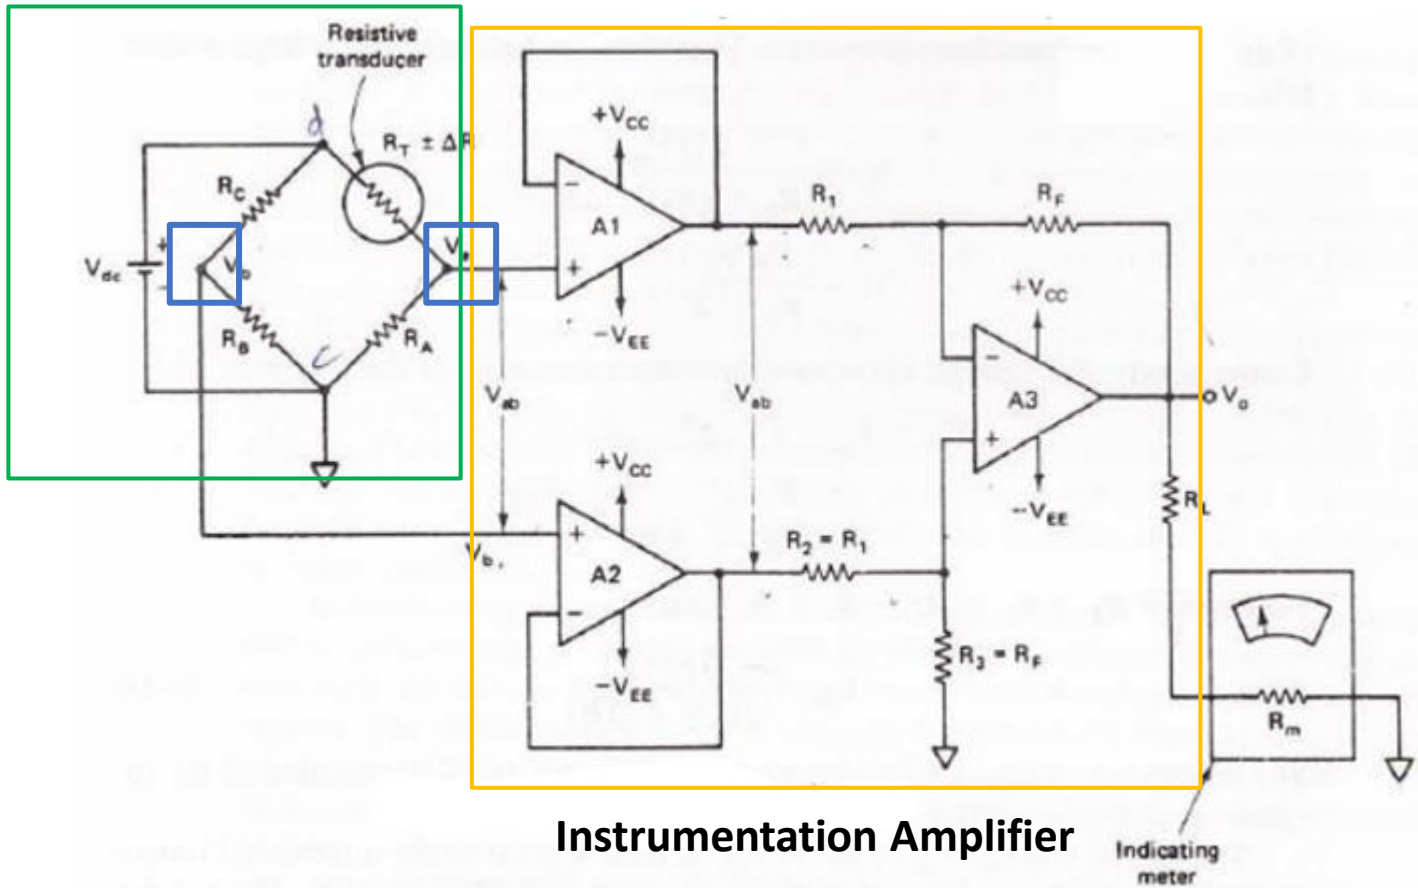 Resistive
transducer
d
R_T ± ΔR
R_C
+
V_b
V_dc
−
R_B
R_A
c
+V_CC
−
A1
+
−V_EE
V_ab
V_b
+V_CC
+
A2
−
−V_EE
R_1
R_F
V_ab
+V_CC
−
A3
+
−V_EE
V_o
R_2 = R_1
R_3 = R_F
R_L
R_m
Instrumentation Amplifier
Indicating
meter